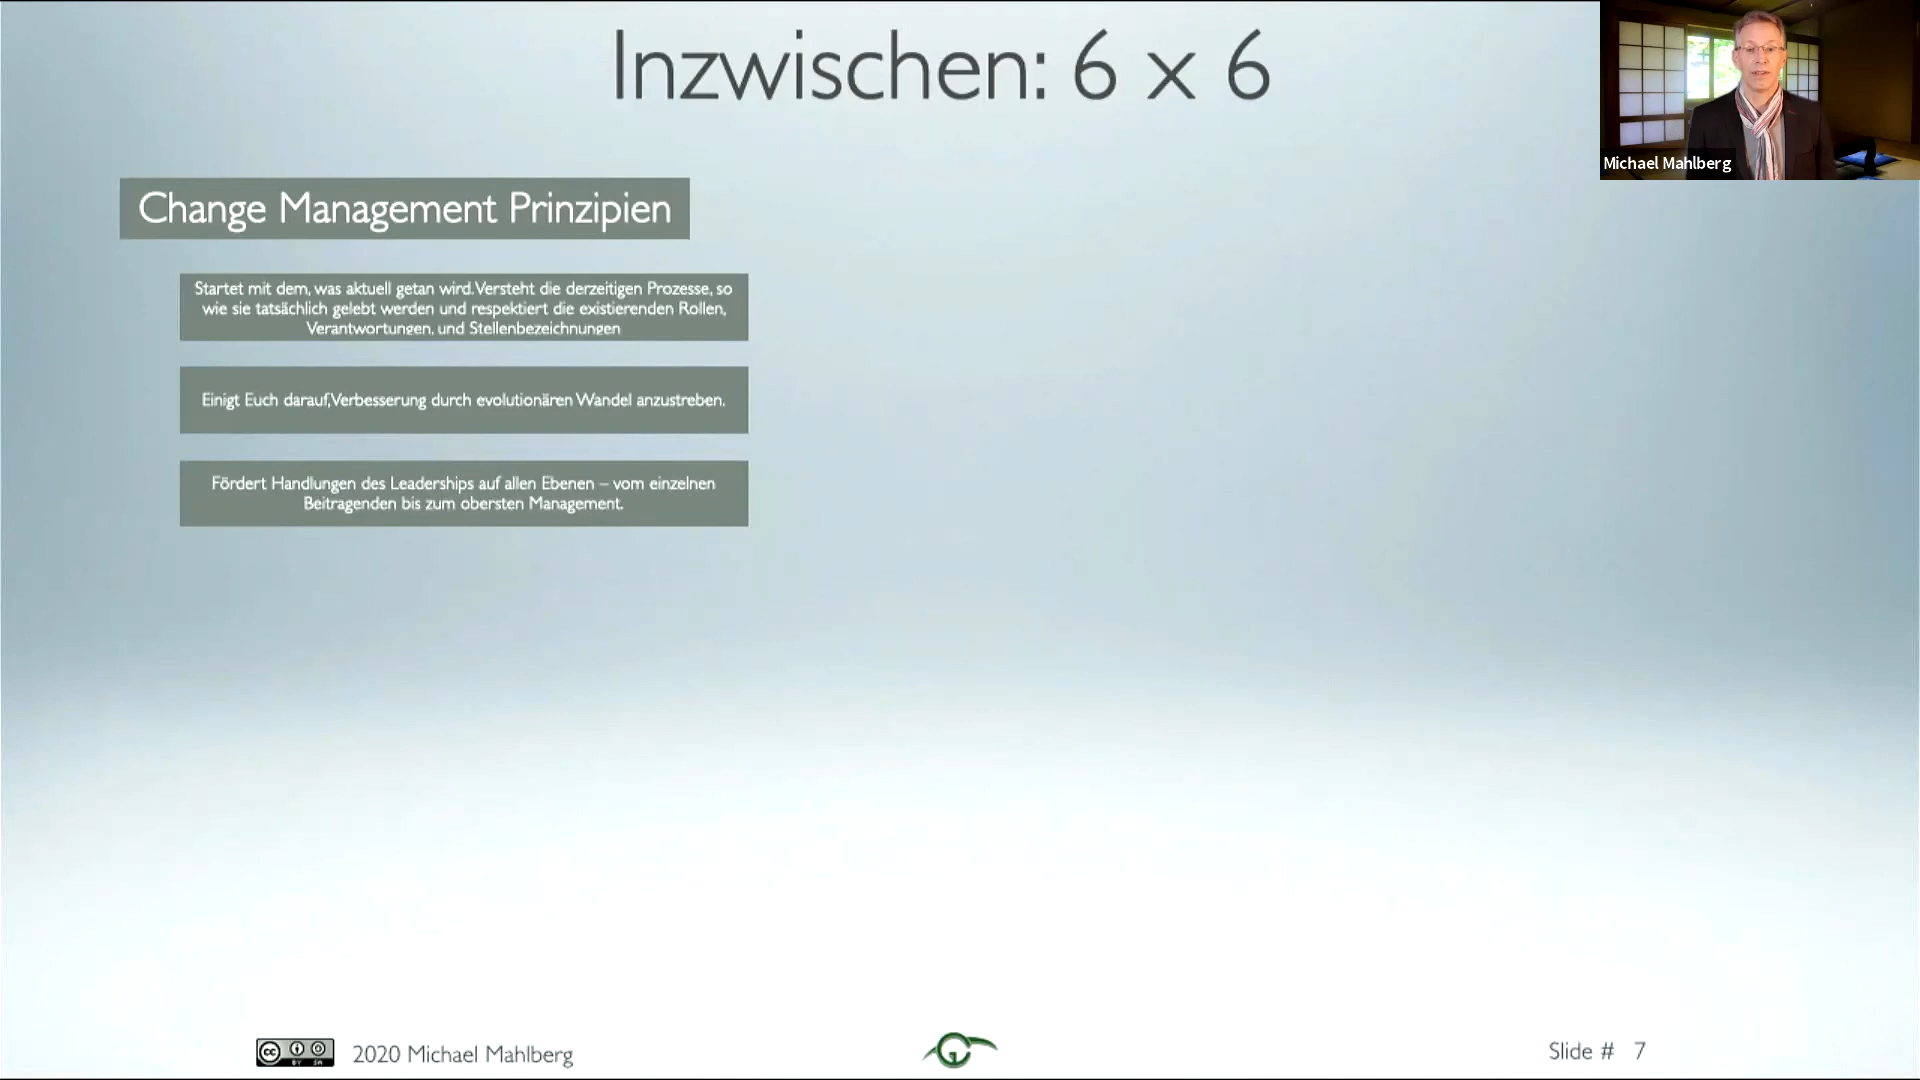 Inzwischen: 6 x 6
Michael Mahlberg
Change Management Prinzipien
Startet mit dem, was aktuell getan wird. Versteht die derzeitigen Prozesse, so
wie sie tatsächlich gelebt werden und respektiert die existierenden Rollen,
Verantwortungen, und Stellenbezeichnungen
Einigt Euch darauf, Verbesserung durch evolutionären Wandel anzustreben.
Fördert Handlungen des Leaderships auf allen Ebenen – vom einzelnen
Beitragenden bis zum obersten Management.
cc BY SA
2020 Michael Mahlberg
Slide # 7